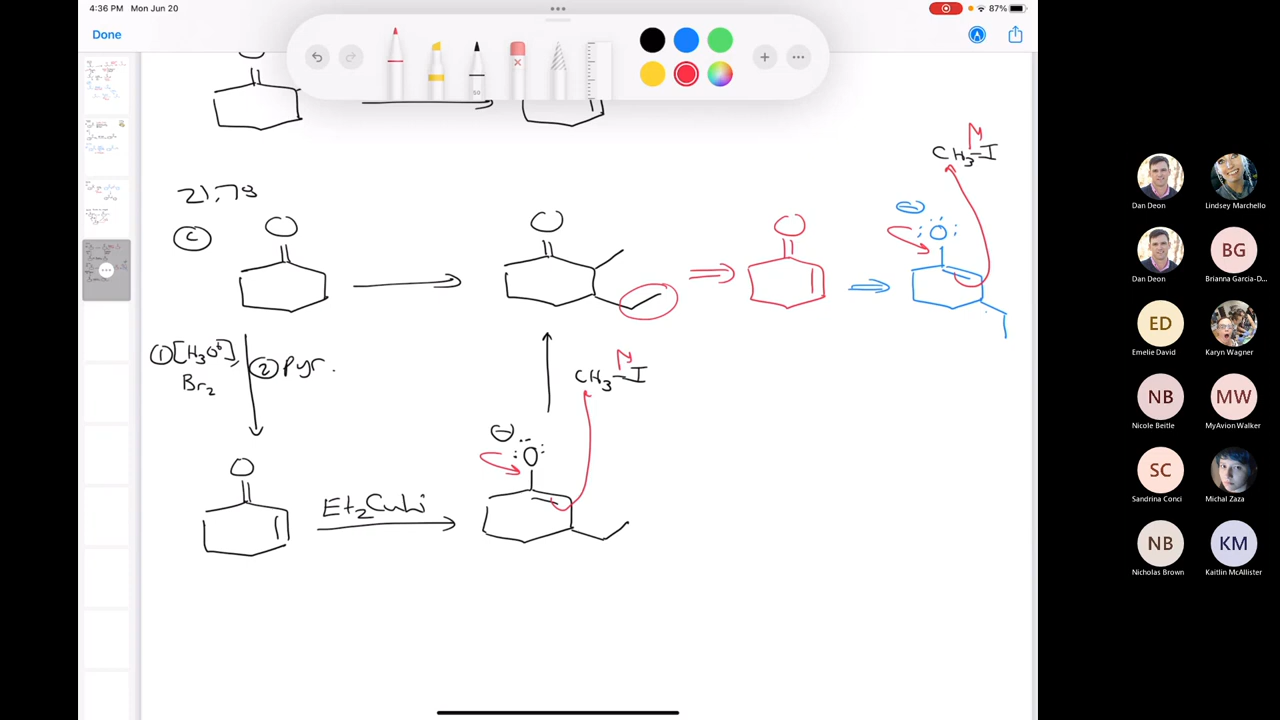 4:36 PM Mon Jun 20
87%
Done
21.78
C
O
O
O
O
CH3-I
① [H3O+], ② Pyr.
Br2
CH3-I
O
O
Et2CuLi
Dan Deon
Lindsey Marchello
Dan Deon
BG
Brianna Garcia-D...
ED
Emelie David
Karyn Wagner
NB
Nicole Beitle
MW
MyAvion Walker
SC
Sandrina Conci
Michal Zaza
NB
Nicholas Brown
KM
Kaitlin McAllister